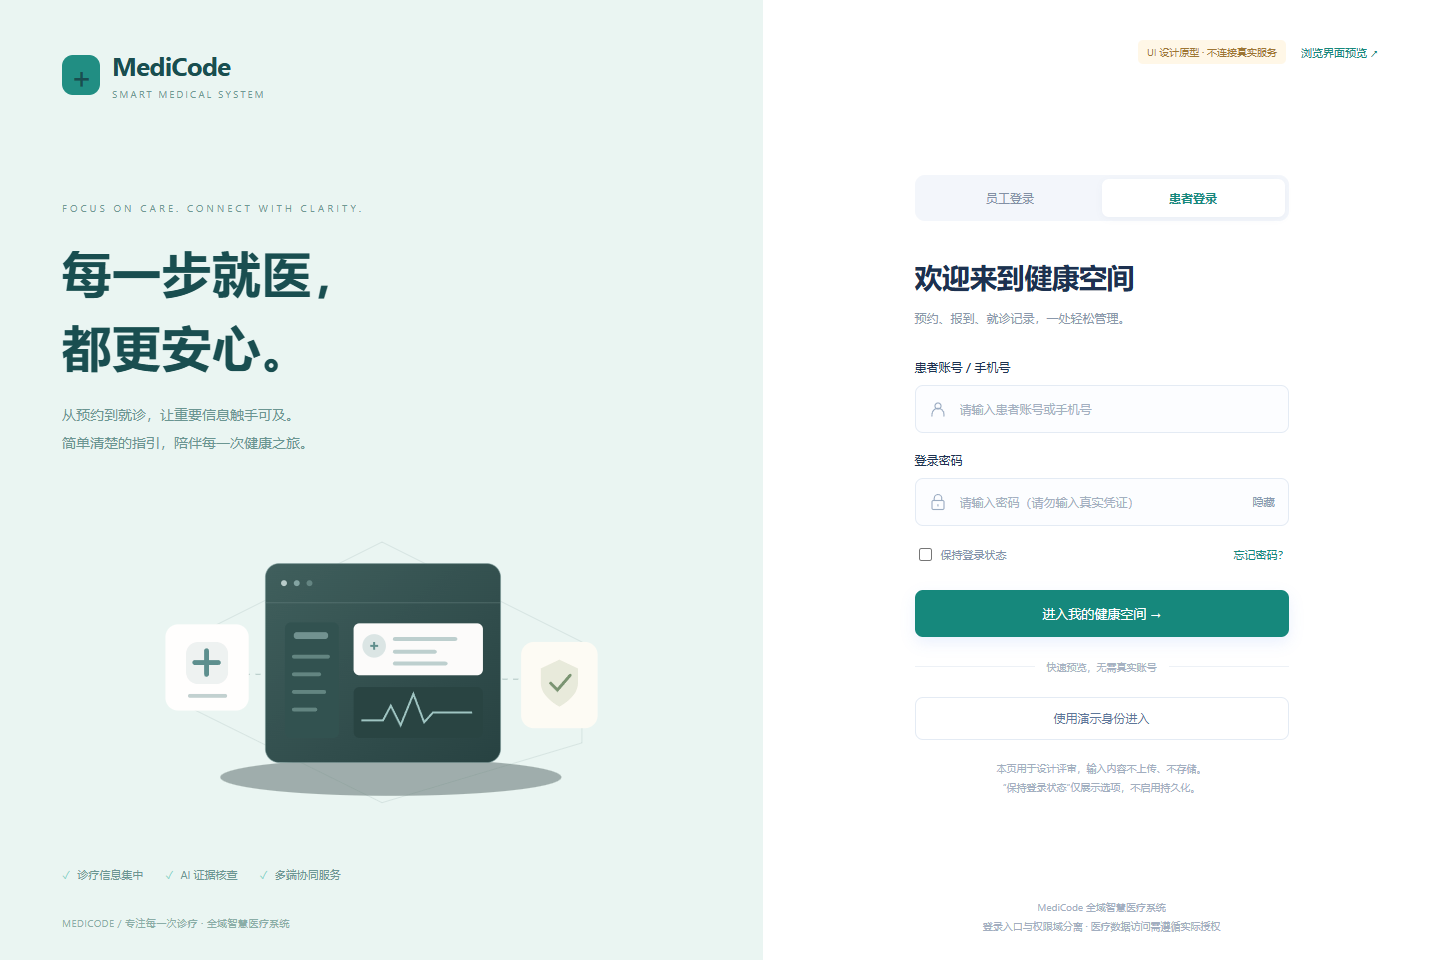 MediCode
SMART MEDICAL SYSTEM
FOCUS ON CARE. CONNECT WITH CLARITY.
每一步就医，
都更安心。
从预约到就诊，让重要信息触手可及。
简单清楚的指引，陪伴每一次健康之旅。
✓ 诊疗信息集中 ✓ AI 证据核查 ✓ 多端协同服务
MEDICODE / 专注每一次诊疗 · 全域智慧医疗系统
UI 设计原型 · 不连接真实服务 浏览界面预览 ↗
员工登录 患者登录
欢迎来到健康空间
预约、报到、就诊记录，一处轻松管理。
患者账号 / 手机号
请输入患者账号或手机号
登录密码
请输入密码（请勿输入真实凭证） 隐藏
保持登录状态 忘记密码？
进入我的健康空间 →
快速预览，无需真实账号
使用演示身份进入
本页用于设计评审，输入内容不上传、不存储。
"保持登录状态"仅展示选项，不启用持久化。
MediCode 全域智慧医疗系统
登录入口与权限域分离 · 医疗数据访问需遵循实际授权